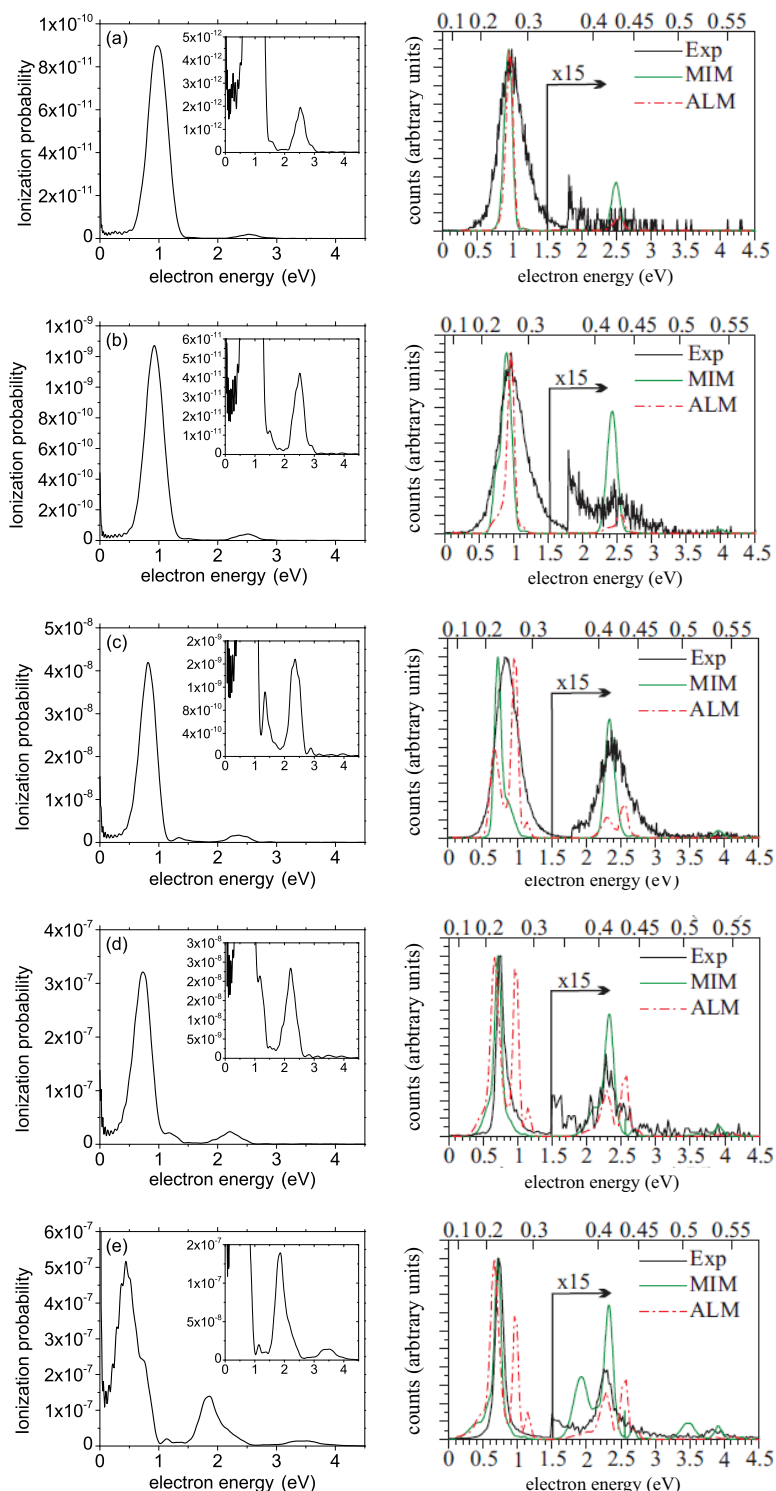 (a)
Ionization probability
1x10⁻¹⁰
9x10⁻¹¹
6x10⁻¹¹
4x10⁻¹¹
2x10⁻¹¹
0
0 1 2 3 4
electron energy (eV)
5x10⁻¹²
4x10⁻¹²
3x10⁻¹²
2x10⁻¹²
1x10⁻¹²
0
0 1 2 3 4
0.1 0.2 0.3 0.4 0.45 0.5 0.55
counts (arbtrary units)
x15
Exp
MIM
ALM
0 0.5 1 1.5 2 2.5 3 3.5 4 4.5
electron energy (eV)
(b)
Ionization probability
1x10⁻⁹
1x10⁻⁹
8x10⁻¹⁰
5x10⁻¹⁰
3x10⁻¹⁰
0
0 1 2 3 4
electron energy (eV)
6x10⁻¹¹
5x10⁻¹¹
4x10⁻¹¹
3x10⁻¹¹
2x10⁻¹¹
1x10⁻¹¹
0
0 1 2 3 4
0.1 0.2 0.3 0.4 0.45 0.5 0.55
counts (arbtrary units)
x15
Exp
MIM
ALM
0 0.5 1 1.5 2 2.5 3 3.5 4 4.5
electron energy (eV)
(c)
Ionization probability
5x10⁻⁸
4x10⁻⁸
3x10⁻⁸
2x10⁻⁸
1x10⁻⁸
0
0 1 2 3 4
electron energy (eV)
2x10⁻⁹
2x10⁻⁹
1x10⁻⁹
8x10⁻¹⁰
4x10⁻¹⁰
0
0 1 2 3 4
0.1 0.2 0.3 0.4 0.45 0.5 0.55
counts (arbtrary units)
x15
Exp
MIM
ALM
0 0.5 1 1.5 2 2.5 3 3.5 4 4.5
electron energy (eV)
(d)
Ionization probability
4x10⁻⁷
3x10⁻⁷
2x10⁻⁷
1x10⁻⁷
0
0 1 2 3 4
electron energy (eV)
3x10⁻⁸
3x10⁻⁸
2x10⁻⁸
2x10⁻⁸
1x10⁻⁸
5x10⁻⁹
0
0 1 2 3 4
0.1 0.2 0.3 0.4 0.45 0.5 0.55
counts (arbtrary units)
x15
Exp
MIM
ALM
0 0.5 1 1.5 2 2.5 3 3.5 4 4.5
electron energy (eV)
(e)
Ionization probability
6x10⁻⁷
5x10⁻⁷
4x10⁻⁷
3x10⁻⁷
2x10⁻⁷
1x10⁻⁷
0
0 1 2 3 4
electron energy (eV)
2x10⁻⁷
1x10⁻⁷
5x10⁻⁸
0
0 1 2 3 4
0.1 0.2 0.3 0.4 0.45 0.5 0.55
counts (arbtrary units)
x15
Exp
MIM
ALM
0 0.5 1 1.5 2 2.5 3 3.5 4 4.5
electron energy (eV)